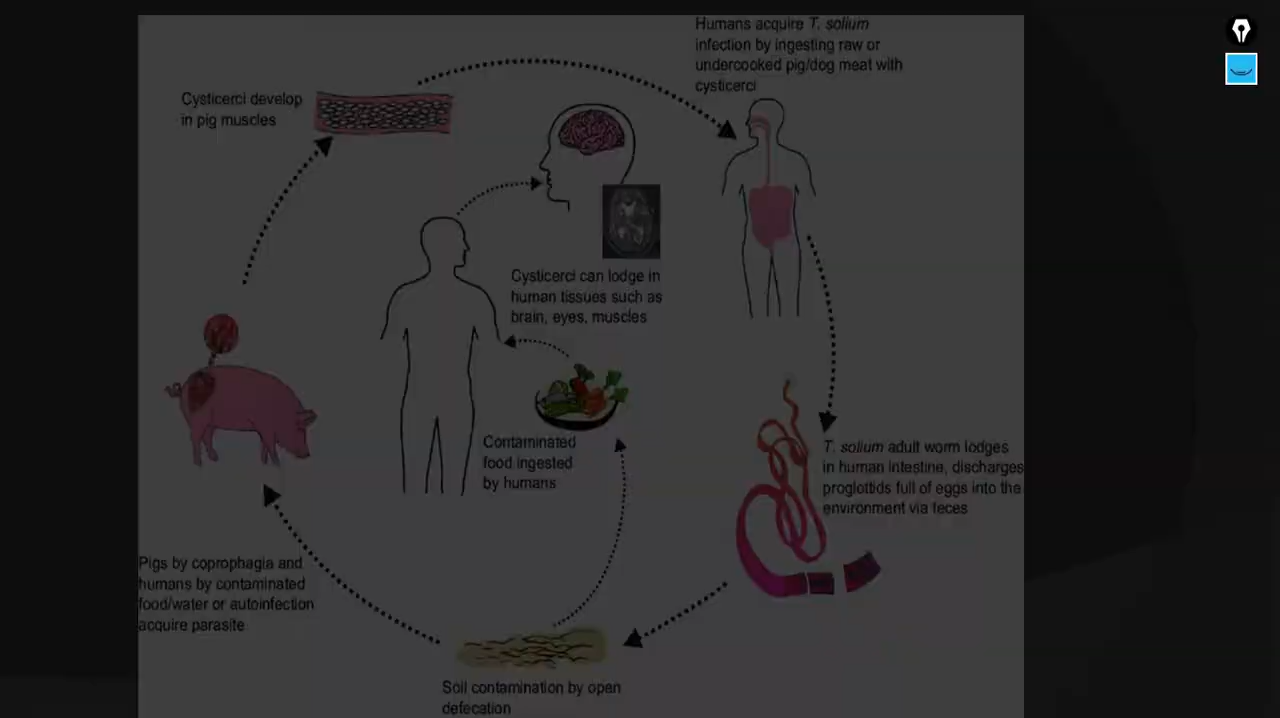 Humans acquire T. solium
infection by ingesting raw or
undercooked pig/dog meat with
cysticerci
Cysticerci develop
in pig muscles
Cysticerci can lodge in
human tissues such as
brain, eyes, muscles
Contaminated
food ingested
by humans
T. solium adult worm lodges
in human intestine, discharges
proglottids full of eggs into the
environment via feces
Pigs by coprophagia and
humans by contaminated
food/water or autoinfection
acquire parasite
Soil contamination by open
defecation